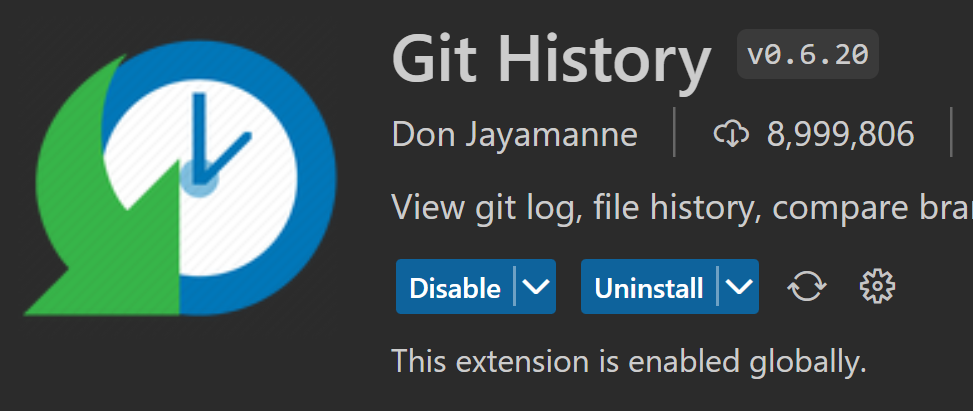 Git History v0.6.20
Don Jayamanne 8,999,806
View git log, file history, compare
Disable Uninstall
This extension is enabled globally.